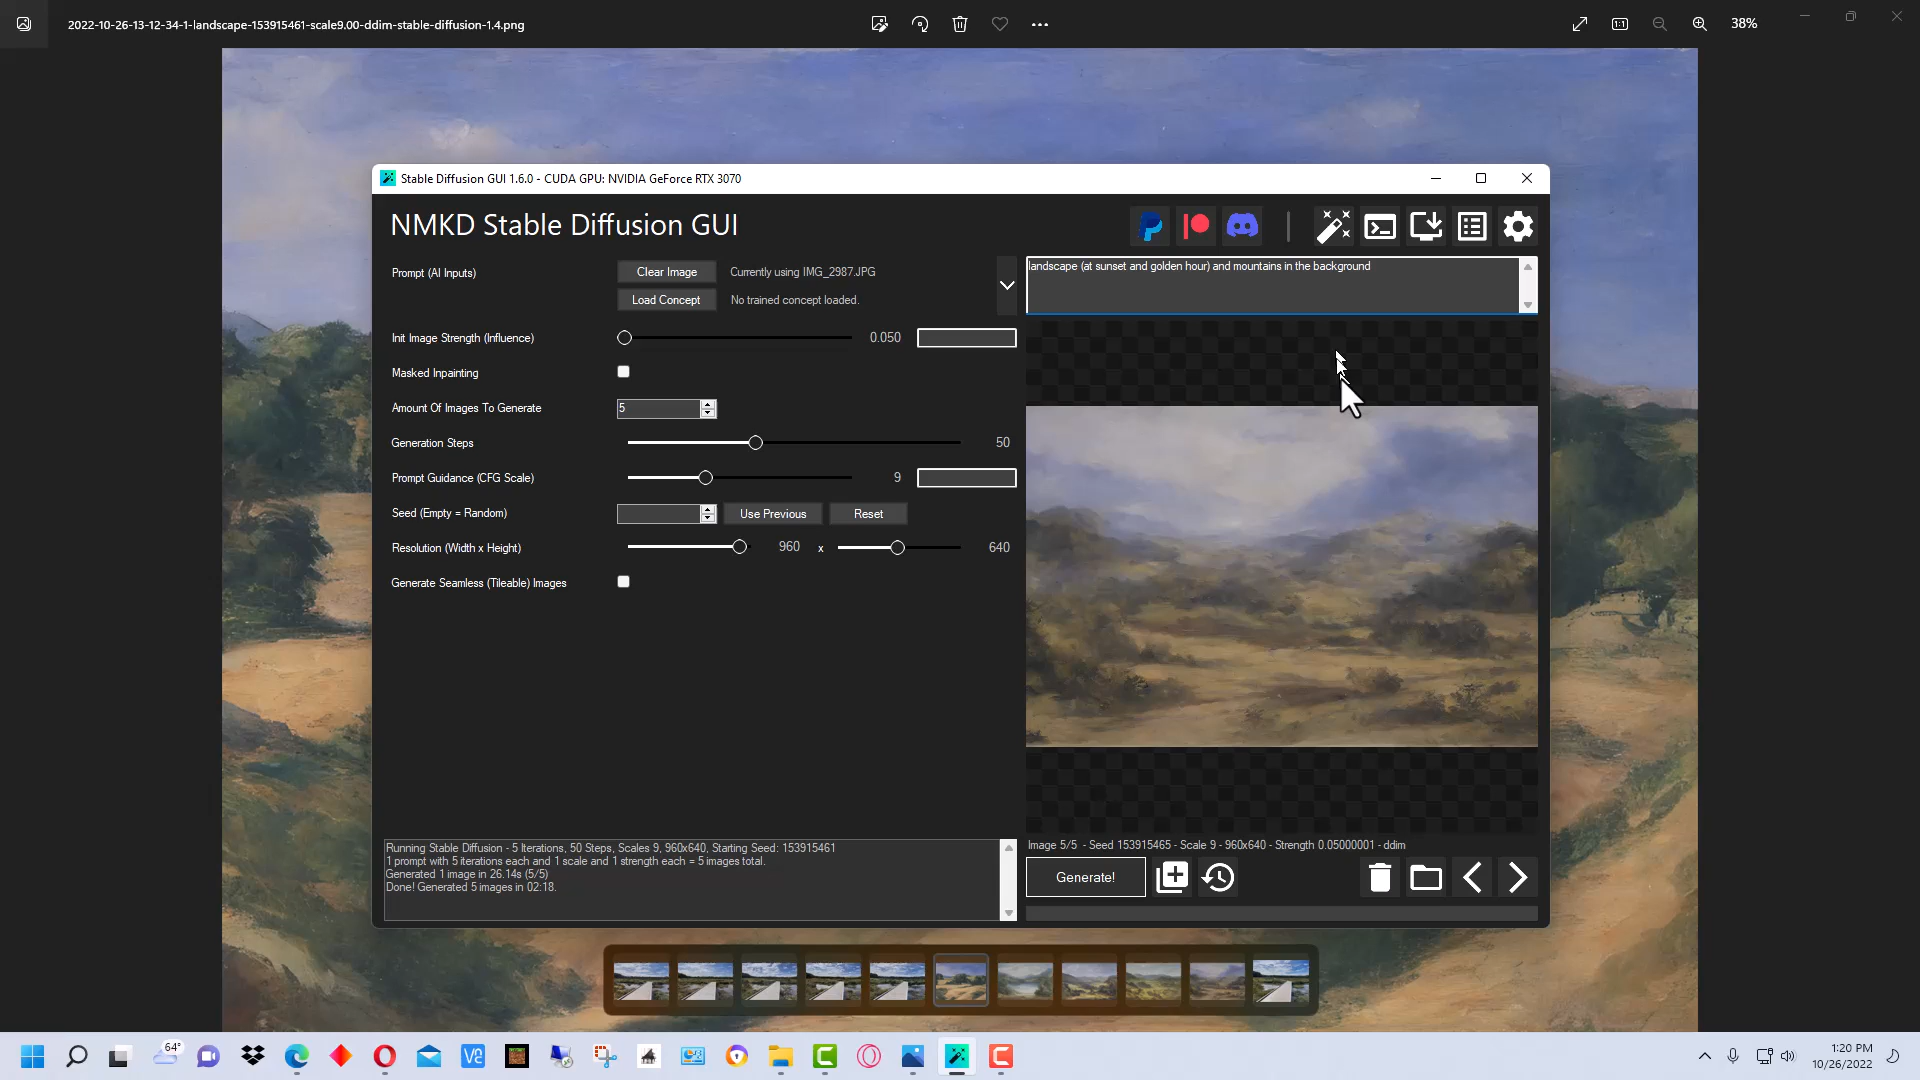 2022-10-26-13-12-34-1-landscape-153915461-scale9.00-ddim-stable-diffusion-1.4.png
38%
Stable Diffusion GUI 1.6.0 - CUDA GPU: NVIDIA GeForce RTX 3070
NMKD Stable Diffusion GUI
Prompt (AI Inputs)
Clear Image
Currently using IMG_2987.JPG
Load Concept
No trained concept loaded.
landscape (at sunset and golden hour) and mountains in the background
Init Image Strength (Influence)
0.050
Masked Inpainting
Amount Of Images To Generate
5
Generation Steps
50
Prompt Guidance (CFG Scale)
9
Seed (Empty = Random)
Use Previous
Reset
Resolution (Width x Height)
960
x
640
Generate Seamless (Tileable) Images
Running Stable Diffusion - 5 Iterations, 50 Steps, Scales 9, 960x640, Starting Seed: 153915461
1 prompt with 5 iterations each and 1 scale and 1 strength each = 5 images total.
Generated 1 image in 26.14s (5/5)
Done! Generated 5 images in 02:18.
Image 5/5 - Seed 153915465 - Scale 9 - 960x640 - Strength 0.05000001 - ddim
Generate!
64°
1:20 PM
10/26/2022